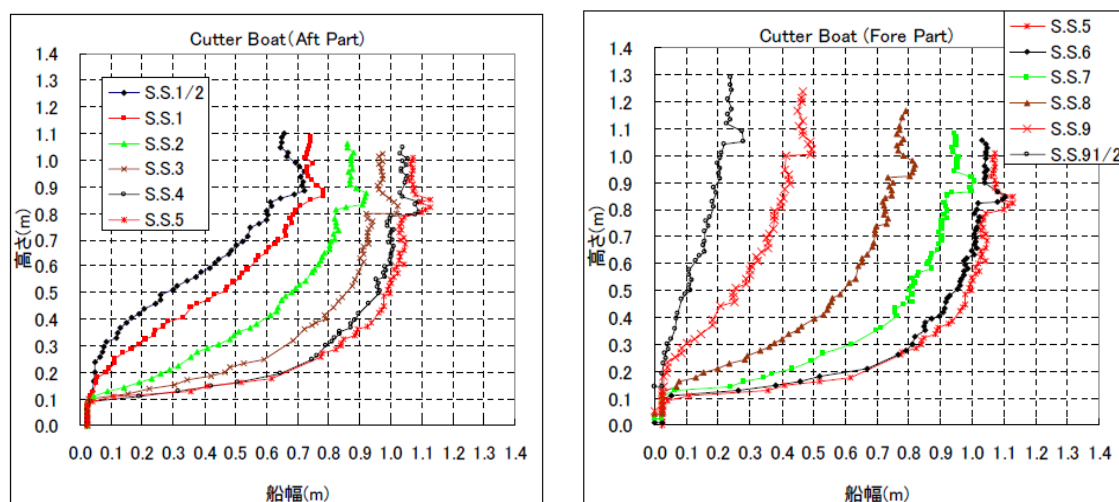 Cutter Boat(Aft Part)
1.4
1.3
1.2
1.1
1.0
0.9
0.8
0.7
0.6
0.5
0.4
0.3
0.2
0.1
0.0
高さ(m)
S.S.1/2
S.S.1
S.S.2
S.S.3
S.S.4
S.S.5
0.0 0.1 0.2 0.3 0.4 0.5 0.6 0.7 0.8 0.9 1.0 1.1 1.2 1.3 1.4
船幅(m)
Cutter Boat (Fore Part)
1.4
1.3
1.2
1.1
1.0
0.9
0.8
0.7
0.6
0.5
0.4
0.3
0.2
0.1
0.0
高さ(m)
S.S.5
S.S.6
S.S.7
S.S.8
S.S.9
S.S.91/2
0.0 0.1 0.2 0.3 0.4 0.5 0.6 0.7 0.8 0.9 1.0 1.1 1.2 1.3 1.4
船幅(m)